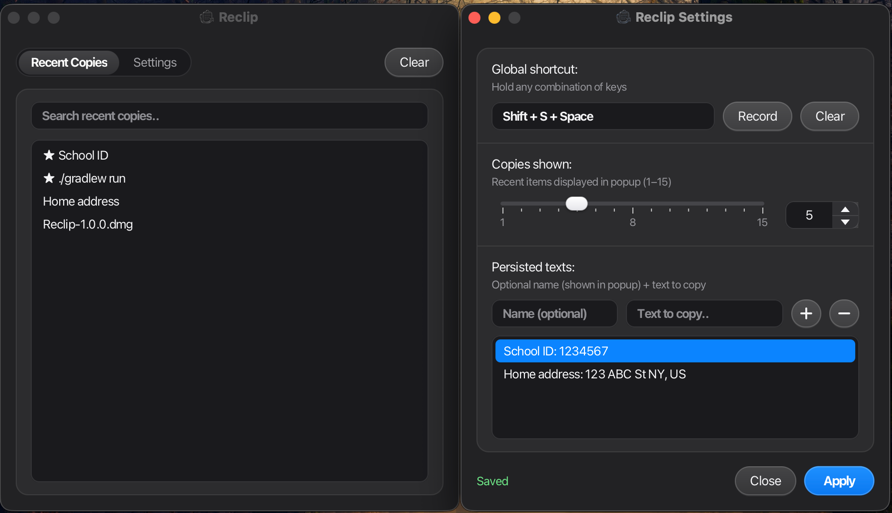 Reclip
Recent Copies Settings Clear
Search recent copies..
★ School ID
★ ./gradlew run
Home address
Reclip-1.0.0.dmg
Reclip Settings
Global shortcut:
Hold any combination of keys
Shift + S + Space Record Clear
Copies shown:
Recent items displayed in popup (1–15)
1 8 15 5
Persisted texts:
Optional name (shown in popup) + text to copy
Name (optional) Text to copy.. + −
School ID: 1234567
Home address: 123 ABC St NY, US
Saved Close Apply